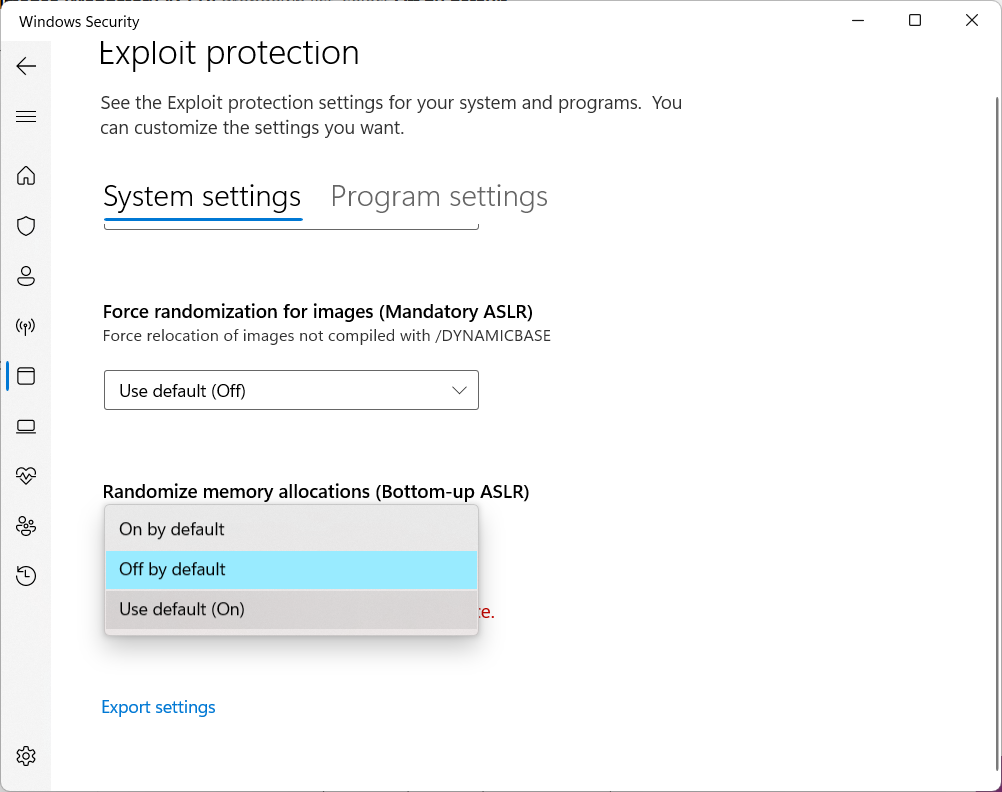 Windows Security
Exploit protection
See the Exploit protection settings for your system and programs.  You
can customize the settings you want.
System settings
Program settings
Force randomization for images (Mandatory ASLR)
Force relocation of images not compiled with /DYNAMICBASE
Use default (Off)
Randomize memory allocations (Bottom-up ASLR)
On by default
Off by default
Use default (On)
Export settings